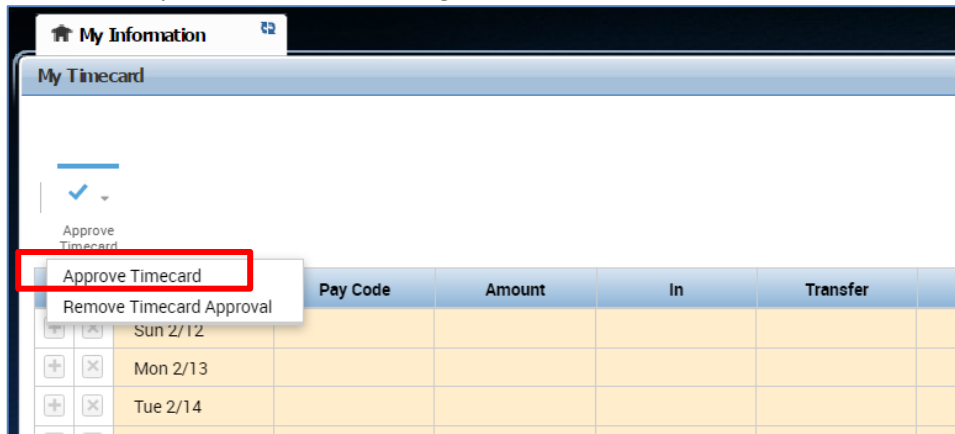 My Information
My Timecard
Approve
Timecard
Approve Timecard
Remove Timecard Approval
Pay Code Amount In Transfer
Sun 2/12
Mon 2/13
Tue 2/14